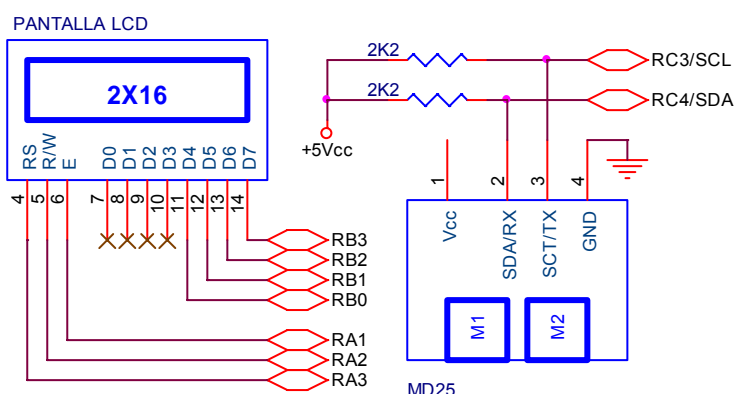 PANTALLA LCD
2X16
RS
R/W
E
D0
D1
D2
D3
D4
D5
D6
D7
4
5
6
7
8
9
10
11
12
13
14
RB3
RB2
RB1
RB0
RA1
RA2
RA3
2K2
RC3/SCL
2K2
RC4/SDA
+5Vcc
1
2
3
4
Vcc
SDA/RX
SCT/TX
GND
M1
M2
MD25